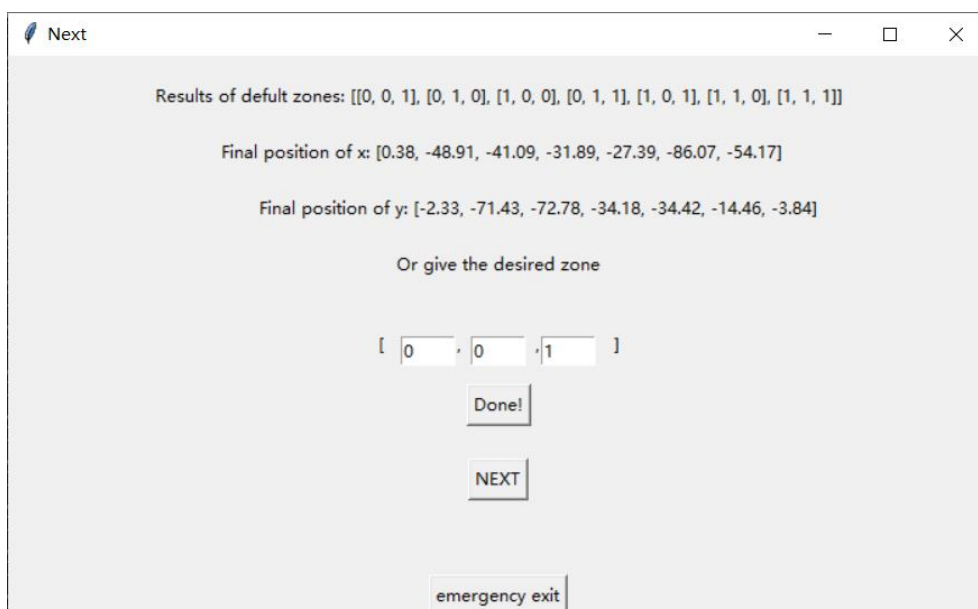 Next
Results of defult zones: [[0, 0, 1], [0, 1, 0], [1, 0, 0], [0, 1, 1], [1, 0, 1], [1, 1, 0], [1, 1, 1]]
Final position of x: [0.38, -48.91, -41.09, -31.89, -27.39, -86.07, -54.17]
Final position of y: [-2.33, -71.43, -72.78, -34.18, -34.42, -14.46, -3.84]
Or give the desired zone
[ 0 , 0 , 1 ]
Done!
NEXT
emergency exit